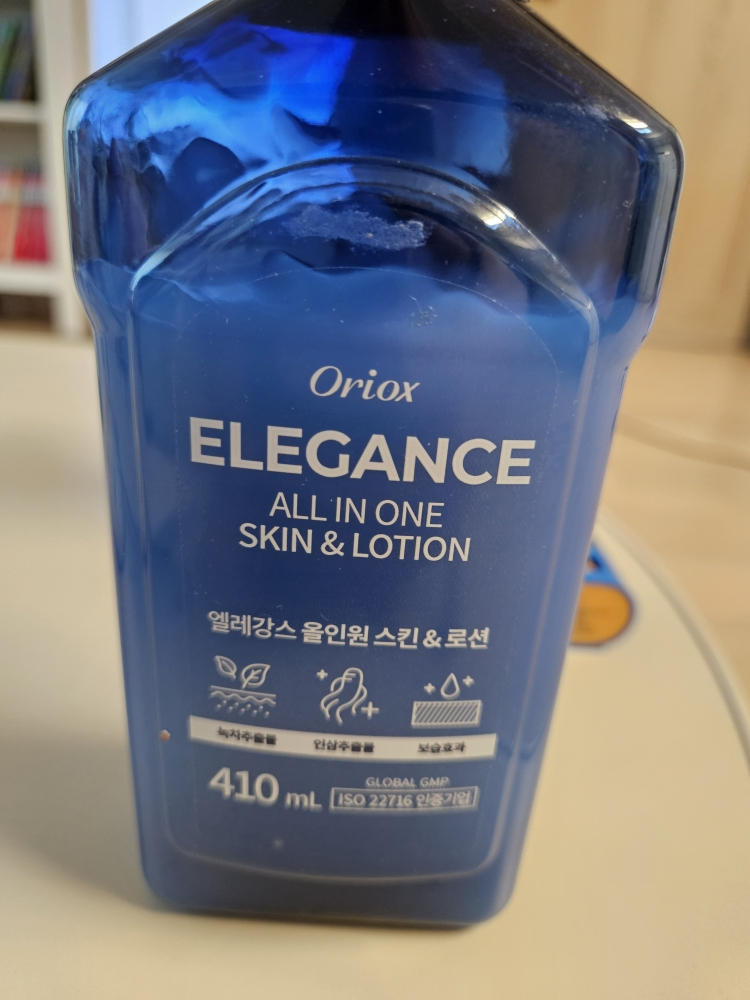 Oriox
ELEGANCE
ALL IN ONE
SKIN & LOTION
엘레강스 올인원 스킨 & 로션
녹차추출물 인삼추출물 보습효과
410 mL
GLOBAL GMP
ISO 22716 인증기업